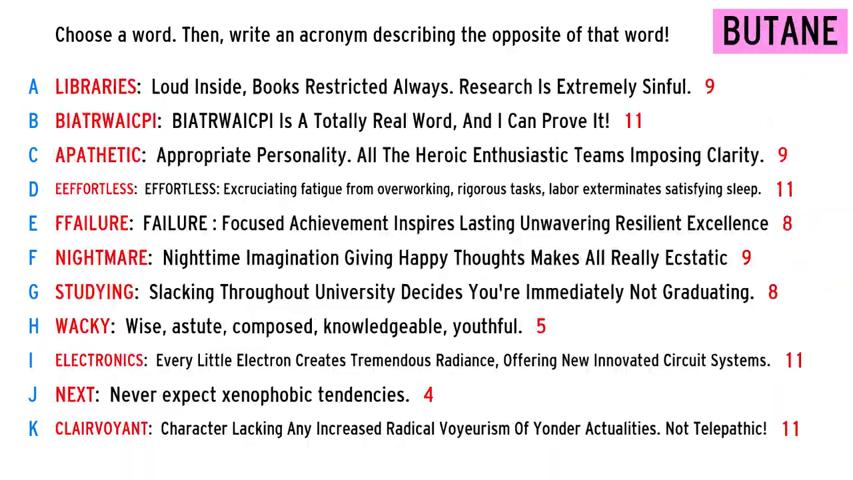 Choose a word. Then, write an acronym describing the opposite of that word!
BUTANE
A LIBRARIES: Loud Inside, Books Restricted Always. Research Is Extremely Sinful. 9
B BIATRWAICPI: BIATRWAICPI Is A Totally Real Word, And I Can Prove It! 11
C APATHETIC: Appropriate Personality. All The Heroic Enthusiastic Teams Imposing Clarity. 9
D EEFFORTLESS: EFFORTLESS: Excruciating fatigue from overworking, rigorous tasks, labor exterminates satisfying sleep. 11
E FFAILURE: FAILURE : Focused Achievement Inspires Lasting Unwavering Resilient Excellence 8
F NIGHTMARE: Nighttime Imagination Giving Happy Thoughts Makes All Really Ecstatic 9
G STUDYING: Slacking Throughout University Decides You're Immediately Not Graduating. 8
H WACKY: Wise, astute, composed, knowledgeable, youthful. 5
I ELECTRONICS: Every Little Electron Creates Tremendous Radiance, Offering New Innovated Circuit Systems. 11
J NEXT: Never expect xenophobic tendencies. 4
K CLAIRVOYANT: Character Lacking Any Increased Radical Voyeurism Of Yonder Actualities. Not Telepathic! 11